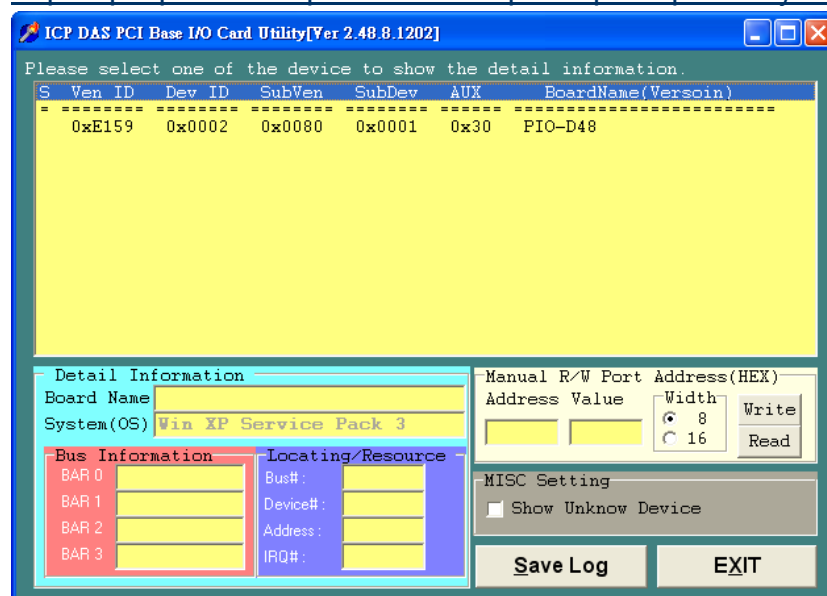 ICP DAS PCI Base I/O Card Utility[Ver 2.48.8.1202]
Please select one of the device to show the detail information.
S Ven ID Dev ID SubVen SubDev AUX BoardName(Versoin)
= ======== ======== ======== ======== ====== ==========================
0xE159 0x0002 0x0080 0x0001 0x30 PIO-D48
Detail Information
Board Name
System(OS) Win XP Service Pack 3
Bus Information
BAR 0
BAR 1
BAR 2
BAR 3
Locating/Resource
Bus# :
Device# :
Address :
IRQ# :
Manual R/W Port Address(HEX)
Address Value
Width
8
16
Write
Read
MISC Setting
Show Unknow Device
Save Log
EXIT